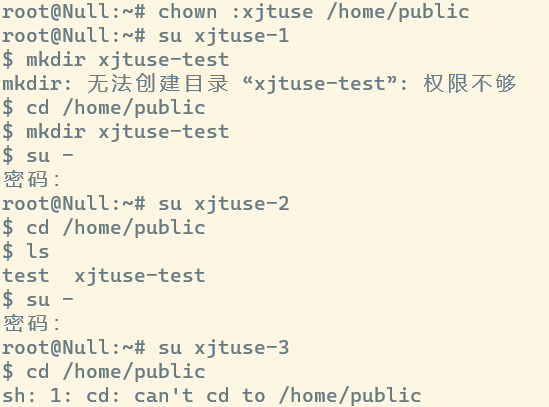 root@Null:~# chown :xjtuse /home/public
root@Null:~# su xjtuse-1
$ mkdir xjtuse-test
mkdir: 无法创建目录 “xjtuse-test”: 权限不够
$ cd /home/public
$ mkdir xjtuse-test
$ su -
密码：
root@Null:~# su xjtuse-2
$ cd /home/public
$ ls
test  xjtuse-test
$ su -
密码：
root@Null:~# su xjtuse-3
$ cd /home/public
sh: 1: cd: can't cd to /home/public